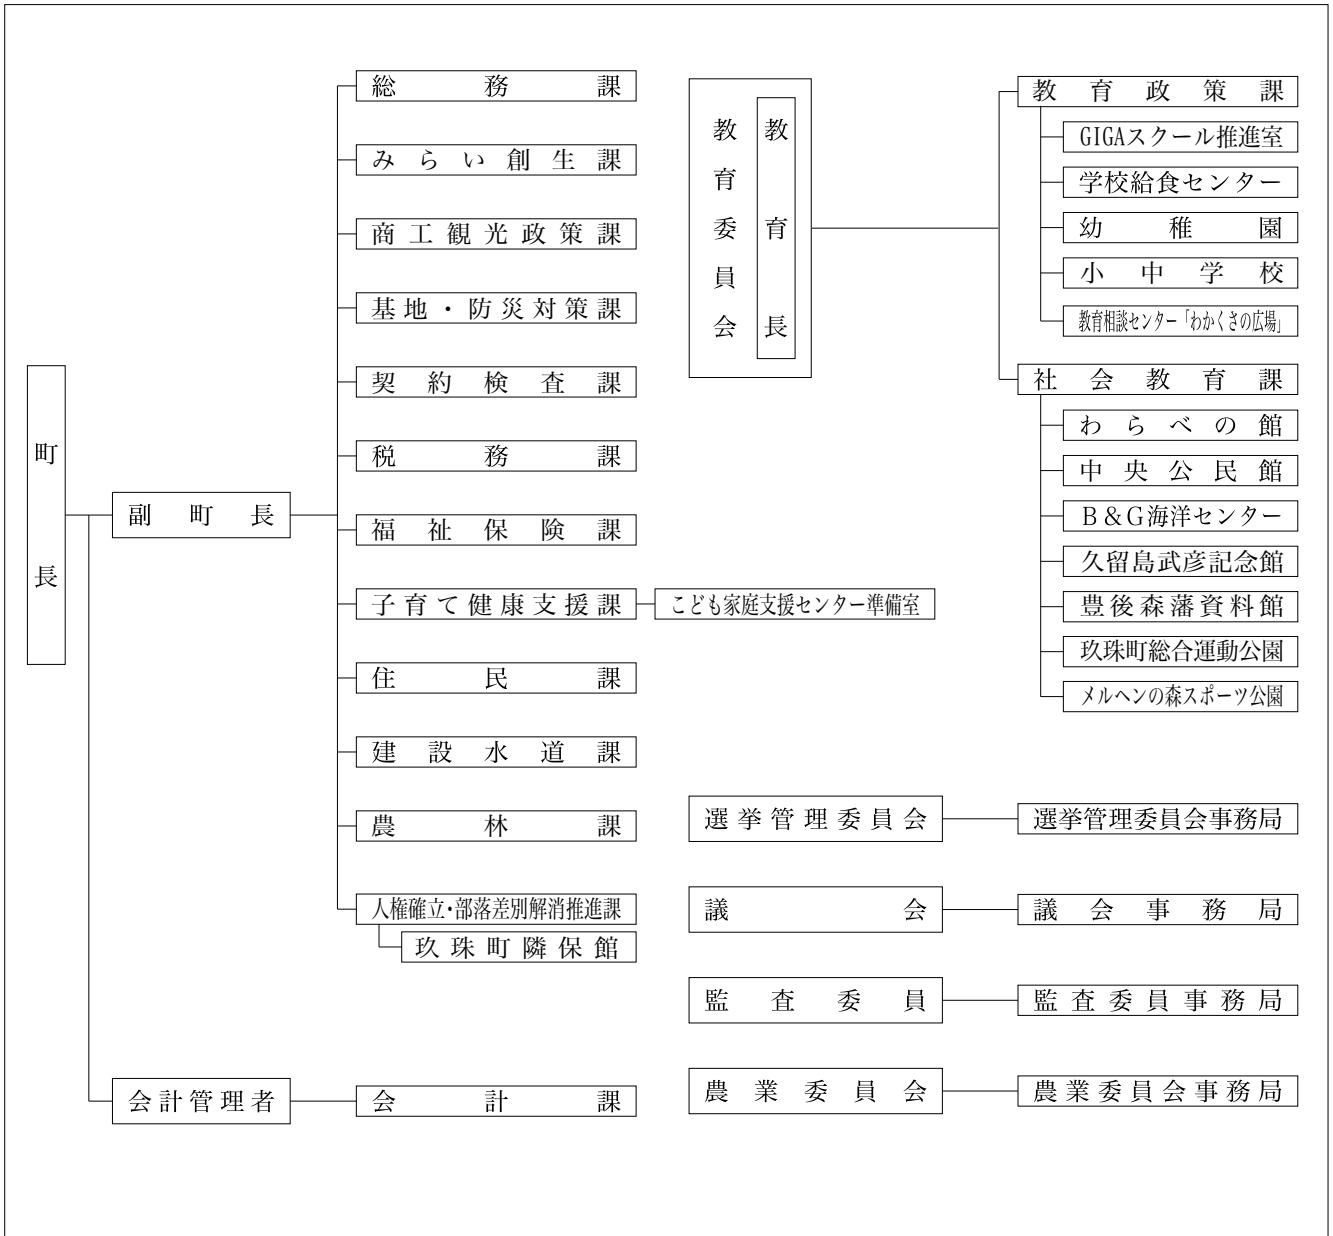 町長
副町長
総務課
みらい創生課
商工観光政策課
基地・防災対策課
契約検査課
税務課
福祉保険課
子育て健康支援課
こども家庭支援センター準備室
住民課
建設水道課
農林課
人権確立・部落差別解消推進課
玖珠町隣保館
会計管理者
会計課
教育委員会
教育長
教育政策課
GIGAスクール推進室
学校給食センター
幼稚園
小中学校
教育相談センター「わかくさの広場」
社会教育課
わらべの館
中央公民館
B&G海洋センター
久留島武彦記念館
豊後森藩資料館
玖珠町総合運動公園
メルヘンの森スポーツ公園
選挙管理委員会
選挙管理委員会事務局
議会
議会事務局
監査委員
監査委員事務局
農業委員会
農業委員会事務局